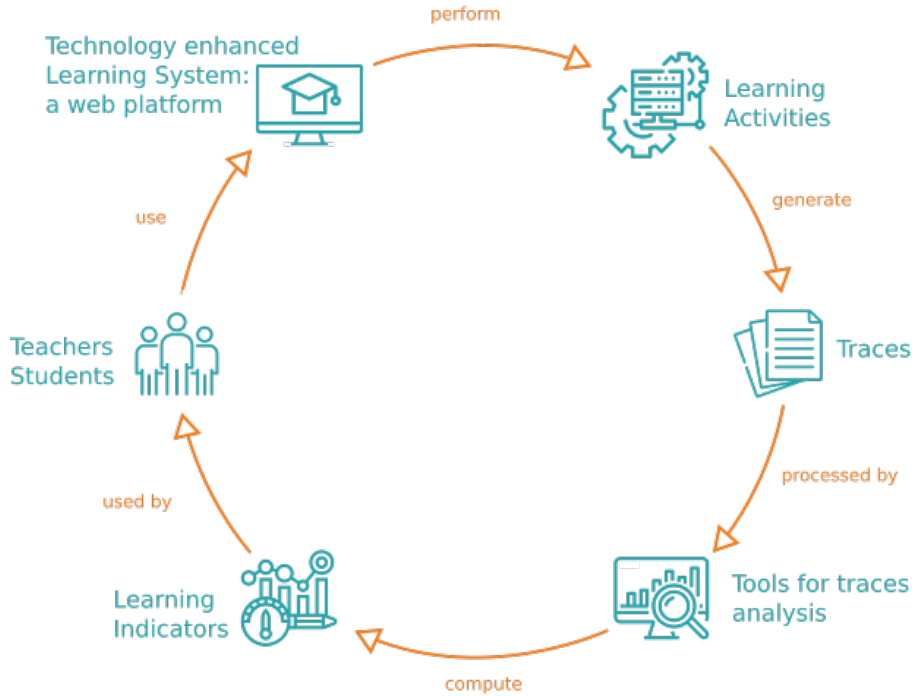 perform
Technology enhanced
Learning System:
a web platform
Learning
Activities
use
generate
Teachers
Students
Traces
used by
processed by
Learning
Indicators
Tools for traces
analysis
compute